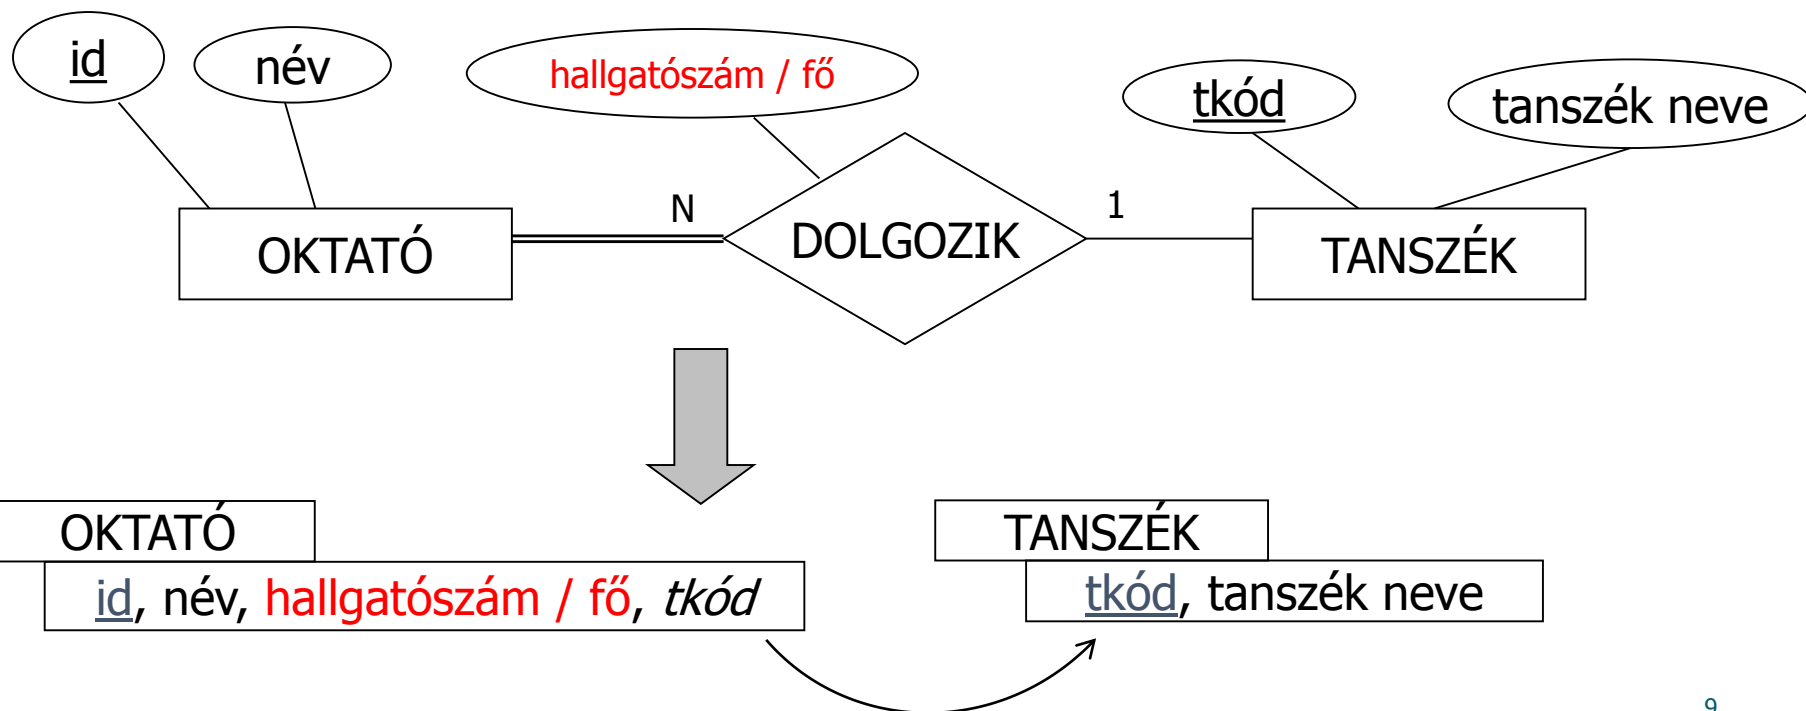 id
név
hallgatószám / fő
tkód
tanszék neve
OKTATÓ
N
DOLGOZIK
1
TANSZÉK
OKTATÓ
id, név, hallgatószám / fő, tkód
TANSZÉK
tkód, tanszék neve
9